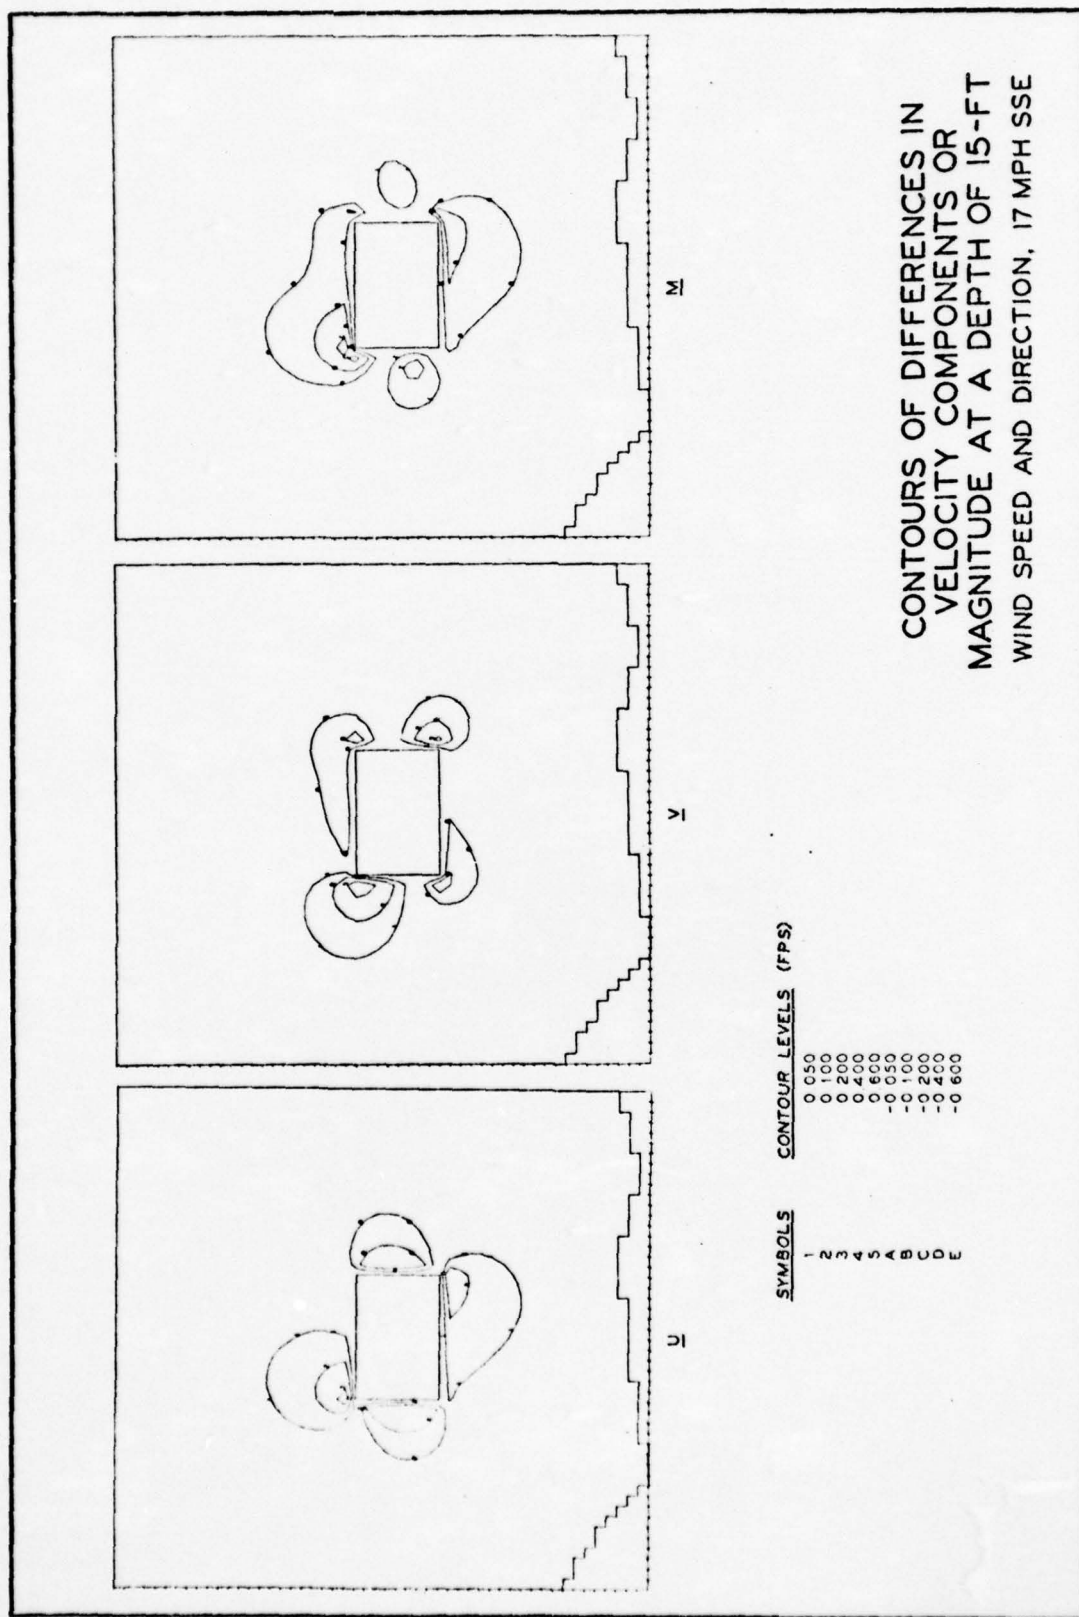 U
V
M
SYMBOLS CONTOUR LEVELS (FPS)
1 0.050
2 0.100
3 0.200
4 0.400
5 0.600
A -0.050
B -0.100
C -0.200
D -0.400
E -0.600
CONTOURS OF DIFFERENCES IN
VELOCITY COMPONENTS OR
MAGNITUDE AT A DEPTH OF 15-FT
WIND SPEED AND DIRECTION, 17 MPH SSE